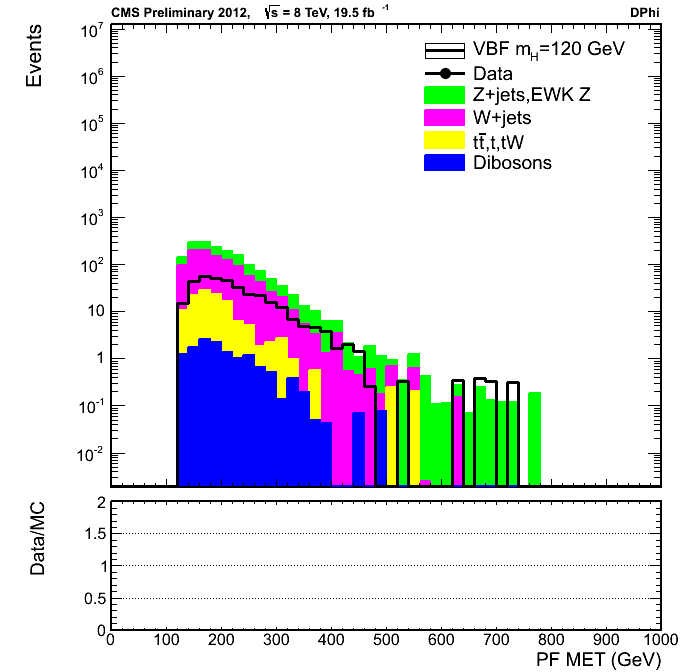 CMS Preliminary 2012, √s = 8 TeV, 19.5 fb⁻¹ DPhi
Events
10⁷
10⁶
10⁵
10⁴
10³
10²
10
1
10⁻¹
10⁻²
VBF m_H=120 GeV
Data
Z+jets,EWK Z
W+jets
tt̄,t,tW
Dibosons
Data/MC
2
1.5
1
0.5
0
0 100 200 300 400 500 600 700 800 900 1000
PF MET (GeV)